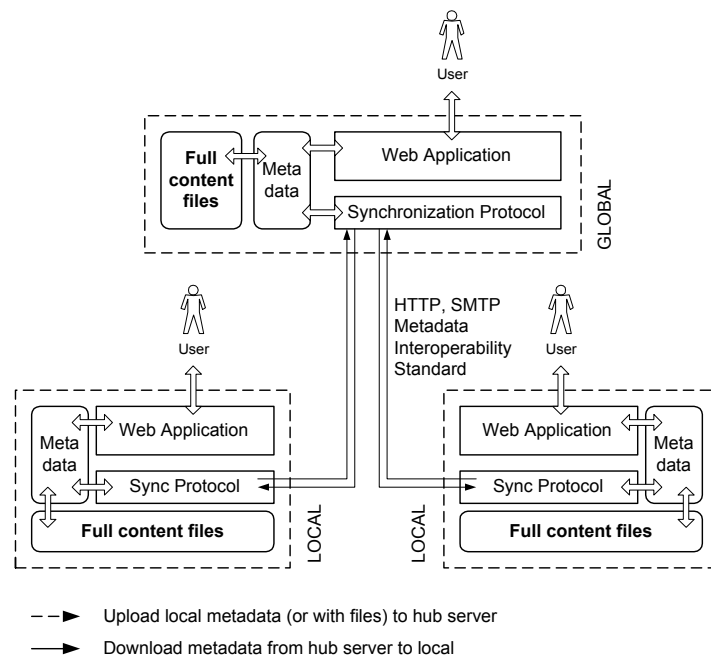 User
Full
content
files
Meta
data
Web Application
Synchronization Protocol
GLOBAL
User
HTTP, SMTP
Metadata
Interoperability
Standard
User
Meta
data
Web Application
Sync Protocol
Full content files
LOCAL
LOCAL
Web Application
Sync Protocol
Meta
data
Full content files
Upload local metadata (or with files) to hub server
Download metadata from hub server to local